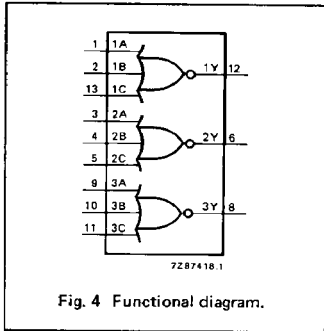 1 1A
2 1B 1Y 12
13 1C
3 2A
4 2B 2Y 6
5 2C
9 3A
10 3B 3Y 8
11 3C
7Z87418.1
Fig. 4 Functional diagram.